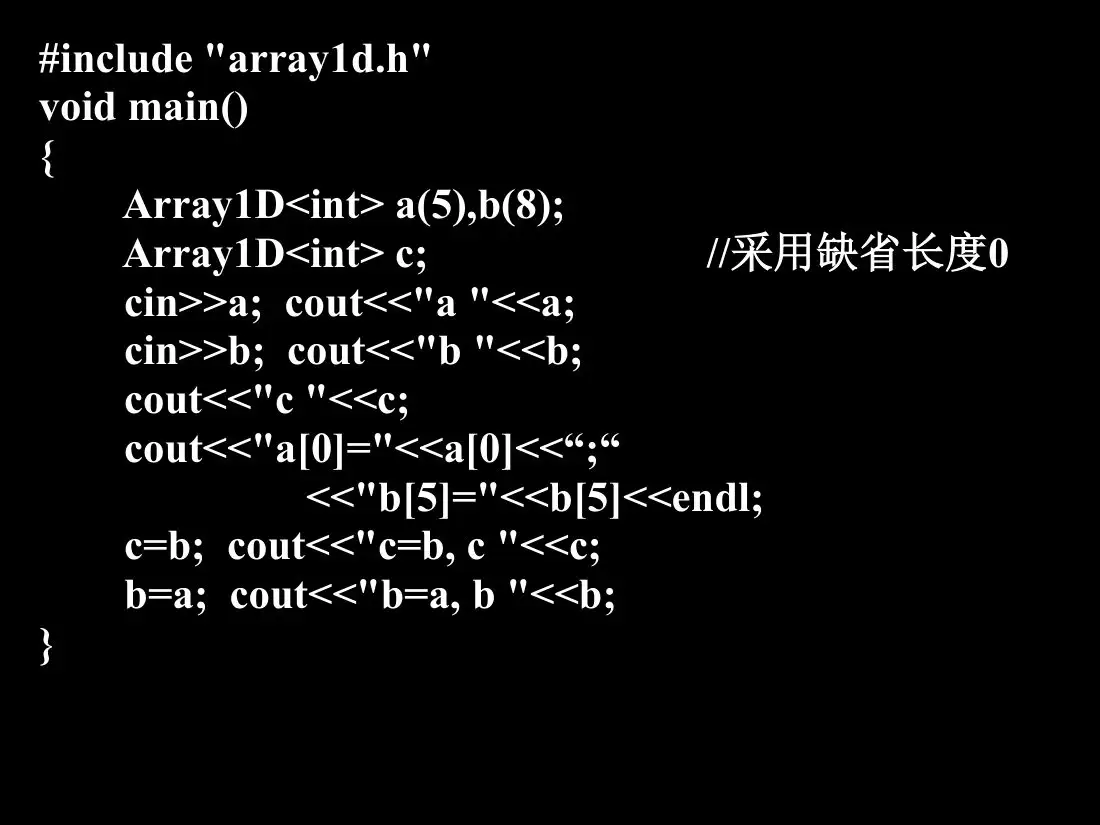 #include "array1d.h"
void main()
{
Array1D<int> a(5),b(8);
Array1D<int> c; //采用缺省长度0
cin>>a; cout<<"a "<<a;
cin>>b; cout<<"b "<<b;
cout<<"c "<<c;
cout<<"a[0]="<<a[0]<<“;“
<<"b[5]="<<b[5]<<endl;
c=b; cout<<"c=b, c "<<c;
b=a; cout<<"b=a, b "<<b;
}